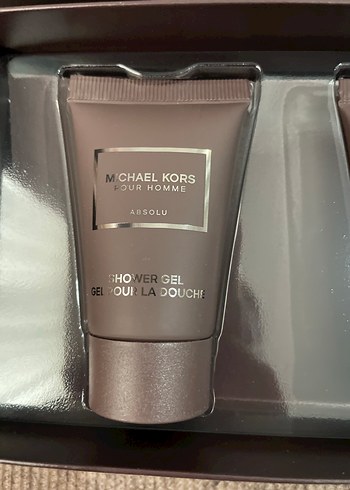 MICHAEL KORS
POUR HOMME
ABSOLU
SHOWER GEL
GEL POUR LA DOUCHE